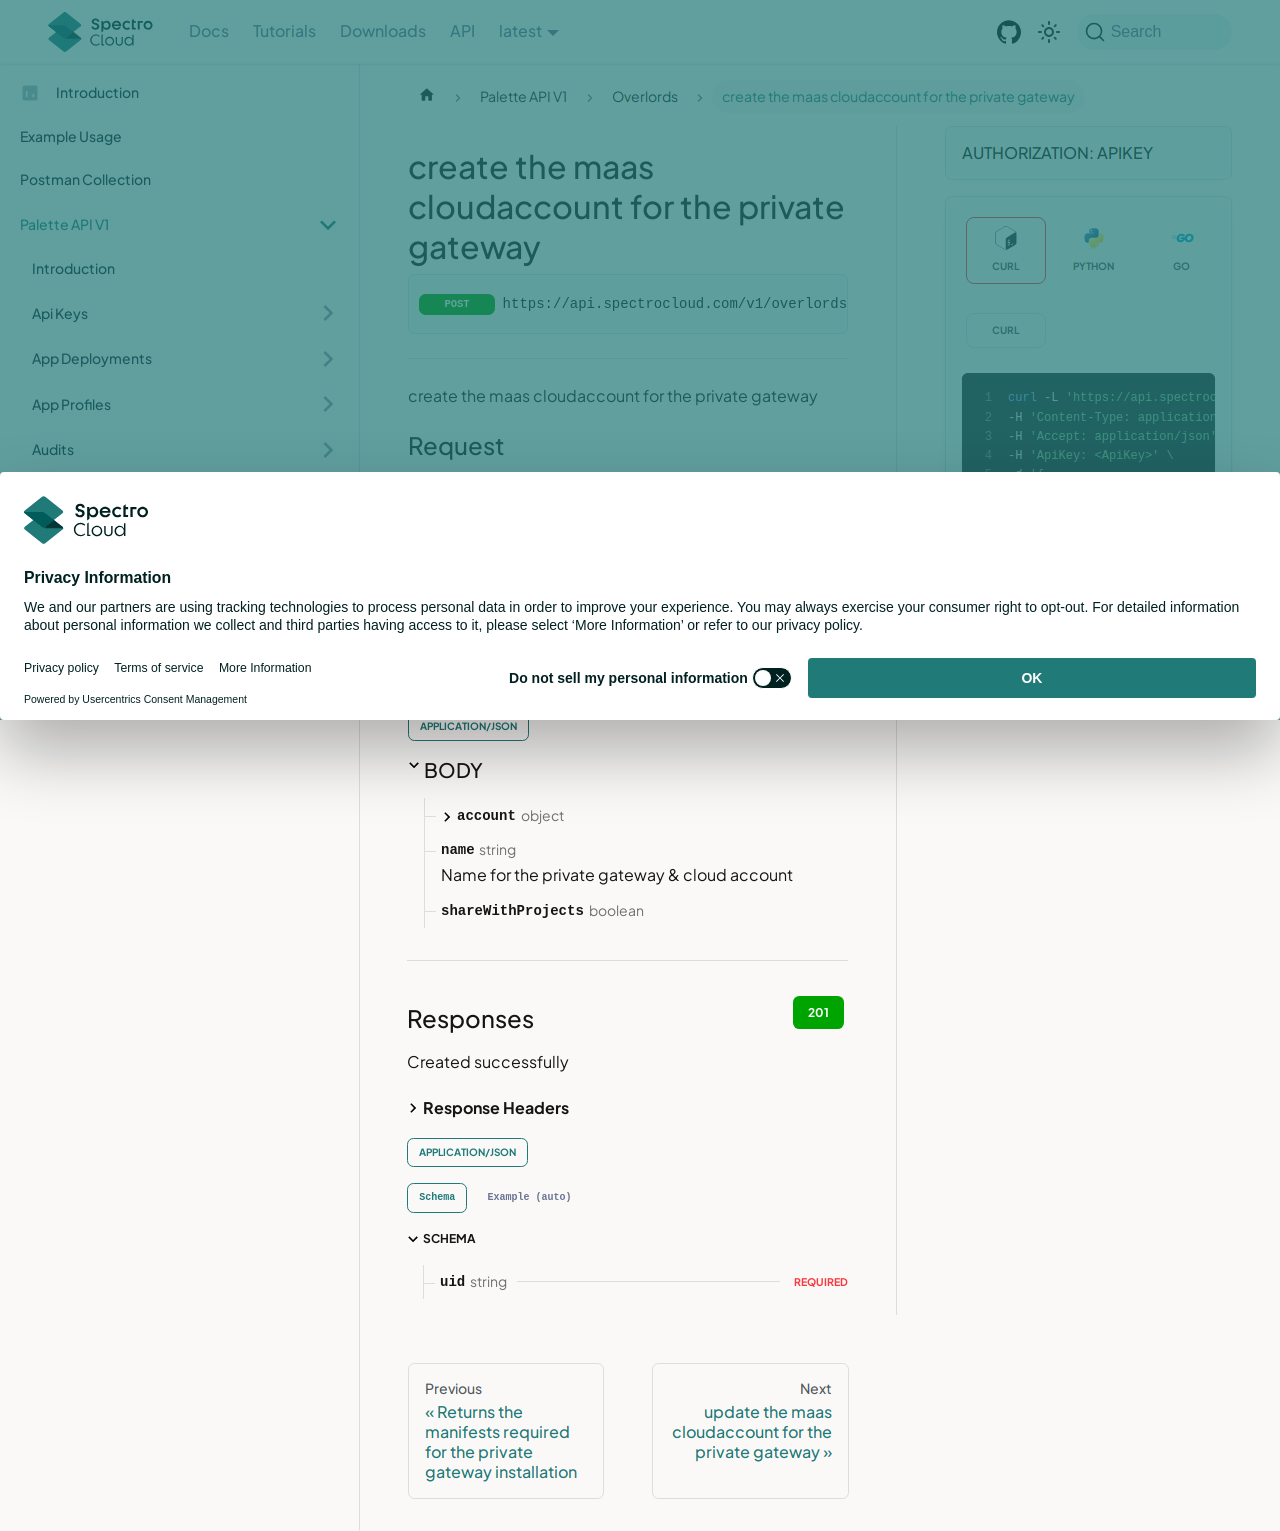 Spectro
Cloud
Docs
Tutorials
Downloads
API
latest
Search
Introduction
Example Usage
Postman Collection
Palette API V1
Introduction
Api Keys
App Deployments
App Profiles
Audits
Palette API V1
Overlords
create the maas cloudaccount for the private gateway
create the maas
cloudaccount for the private
gateway
POST
https://api.spectrocloud.com/v1/overlords
create the maas cloudaccount for the private gateway
Request
AUTHORIZATION: APIKEY
CURL
PYTHON
GO
CURL
1 curl -L 'https://api.spectroc
2 -H 'Content-Type: application
3 -H 'Accept: application/json'
4 -H 'ApiKey: <ApiKey>' \
Spectro
Cloud
Privacy Information
We and our partners are using tracking technologies to process personal data in order to improve your experience. You may always exercise your consumer right to opt-out. For detailed information
about personal information we collect and third parties having access to it, please select ‘More Information’ or refer to our privacy policy.
Privacy policy
Terms of service
More Information
Do not sell my personal information
OK
Powered by Usercentrics Consent Management
APPLICATION/JSON
BODY
account object
name string
Name for the private gateway & cloud account
shareWithProjects boolean
Responses
201
Created successfully
Response Headers
APPLICATION/JSON
Schema
Example (auto)
SCHEMA
uid string
REQUIRED
Previous
« Returns the
manifests required
for the private
gateway installation
Next
update the maas
cloudaccount for the
private gateway »